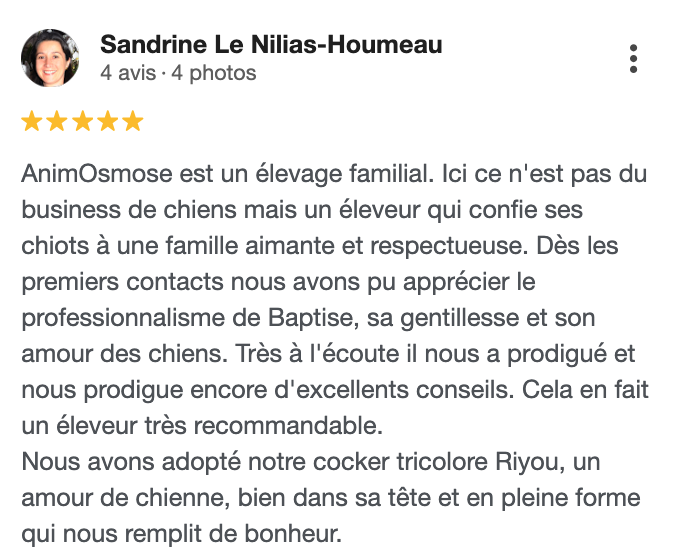 Sandrine Le Nilias-Houmeau
4 avis · 4 photos
AnimOsmose est un élevage familial. Ici ce n'est pas du
business de chiens mais un éleveur qui confie ses
chiots à une famille aimante et respectueuse. Dès les
premiers contacts nous avons pu apprécier le
professionnalisme de Baptise, sa gentillesse et son
amour des chiens. Très à l'écoute il nous a prodigué et
nous prodigue encore d'excellents conseils. Cela en fait
un éleveur très recommandable.
Nous avons adopté notre cocker tricolore Riyou, un
amour de chienne, bien dans sa tête et en pleine forme
qui nous remplit de bonheur.